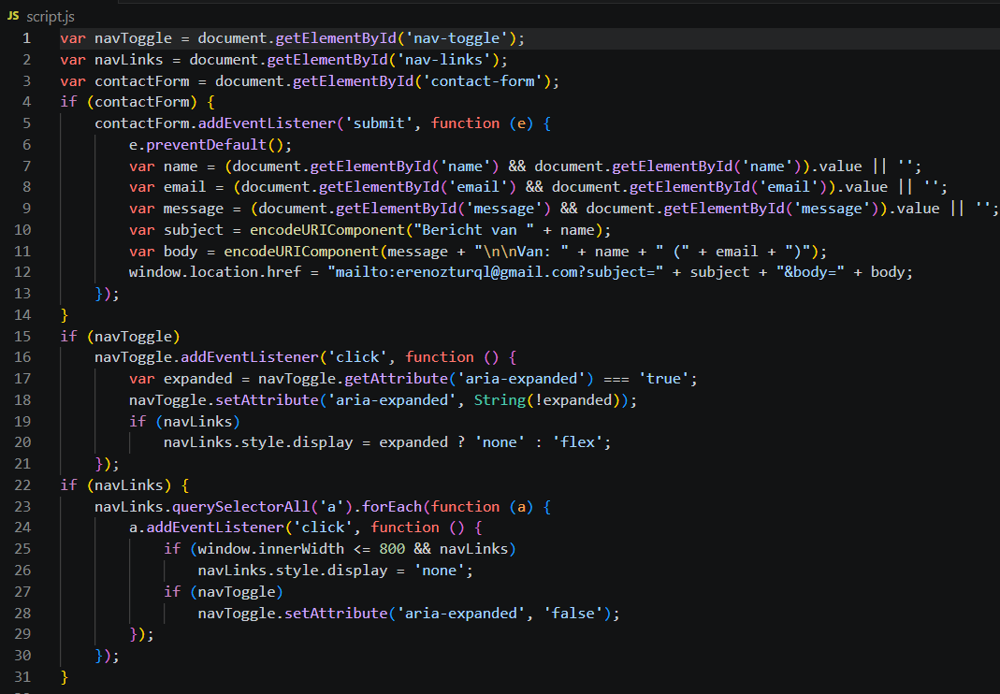 JS script.js
1 var navToggle = document.getElementById('nav-toggle');
2 var navLinks = document.getElementById('nav-links');
3 var contactForm = document.getElementById('contact-form');
4 if (contactForm) {
5     contactForm.addEventListener('submit', function (e) {
6         e.preventDefault();
7         var name = (document.getElementById('name') && document.getElementById('name')).value || '';
8         var email = (document.getElementById('email') && document.getElementById('email')).value || '';
9         var message = (document.getElementById('message') && document.getElementById('message')).value || '';
10         var subject = encodeURIComponent("Bericht van " + name);
11         var body = encodeURIComponent(message + "\n\nVan: " + name + " (" + email + ")");
12         window.location.href = "mailto:erenozturql@gmail.com?subject=" + subject + "&body=" + body;
13     });
14 }
15 if (navToggle)
16     navToggle.addEventListener('click', function () {
17         var expanded = navToggle.getAttribute('aria-expanded') === 'true';
18         navToggle.setAttribute('aria-expanded', String(!expanded));
19         if (navLinks)
20             navLinks.style.display = expanded ? 'none' : 'flex';
21     });
22 if (navLinks) {
23     navLinks.querySelectorAll('a').forEach(function (a) {
24         a.addEventListener('click', function () {
25             if (window.innerWidth <= 800 && navLinks)
26                 navLinks.style.display = 'none';
27             if (navToggle)
28                 navToggle.setAttribute('aria-expanded', 'false');
29         });
30     });
31 }